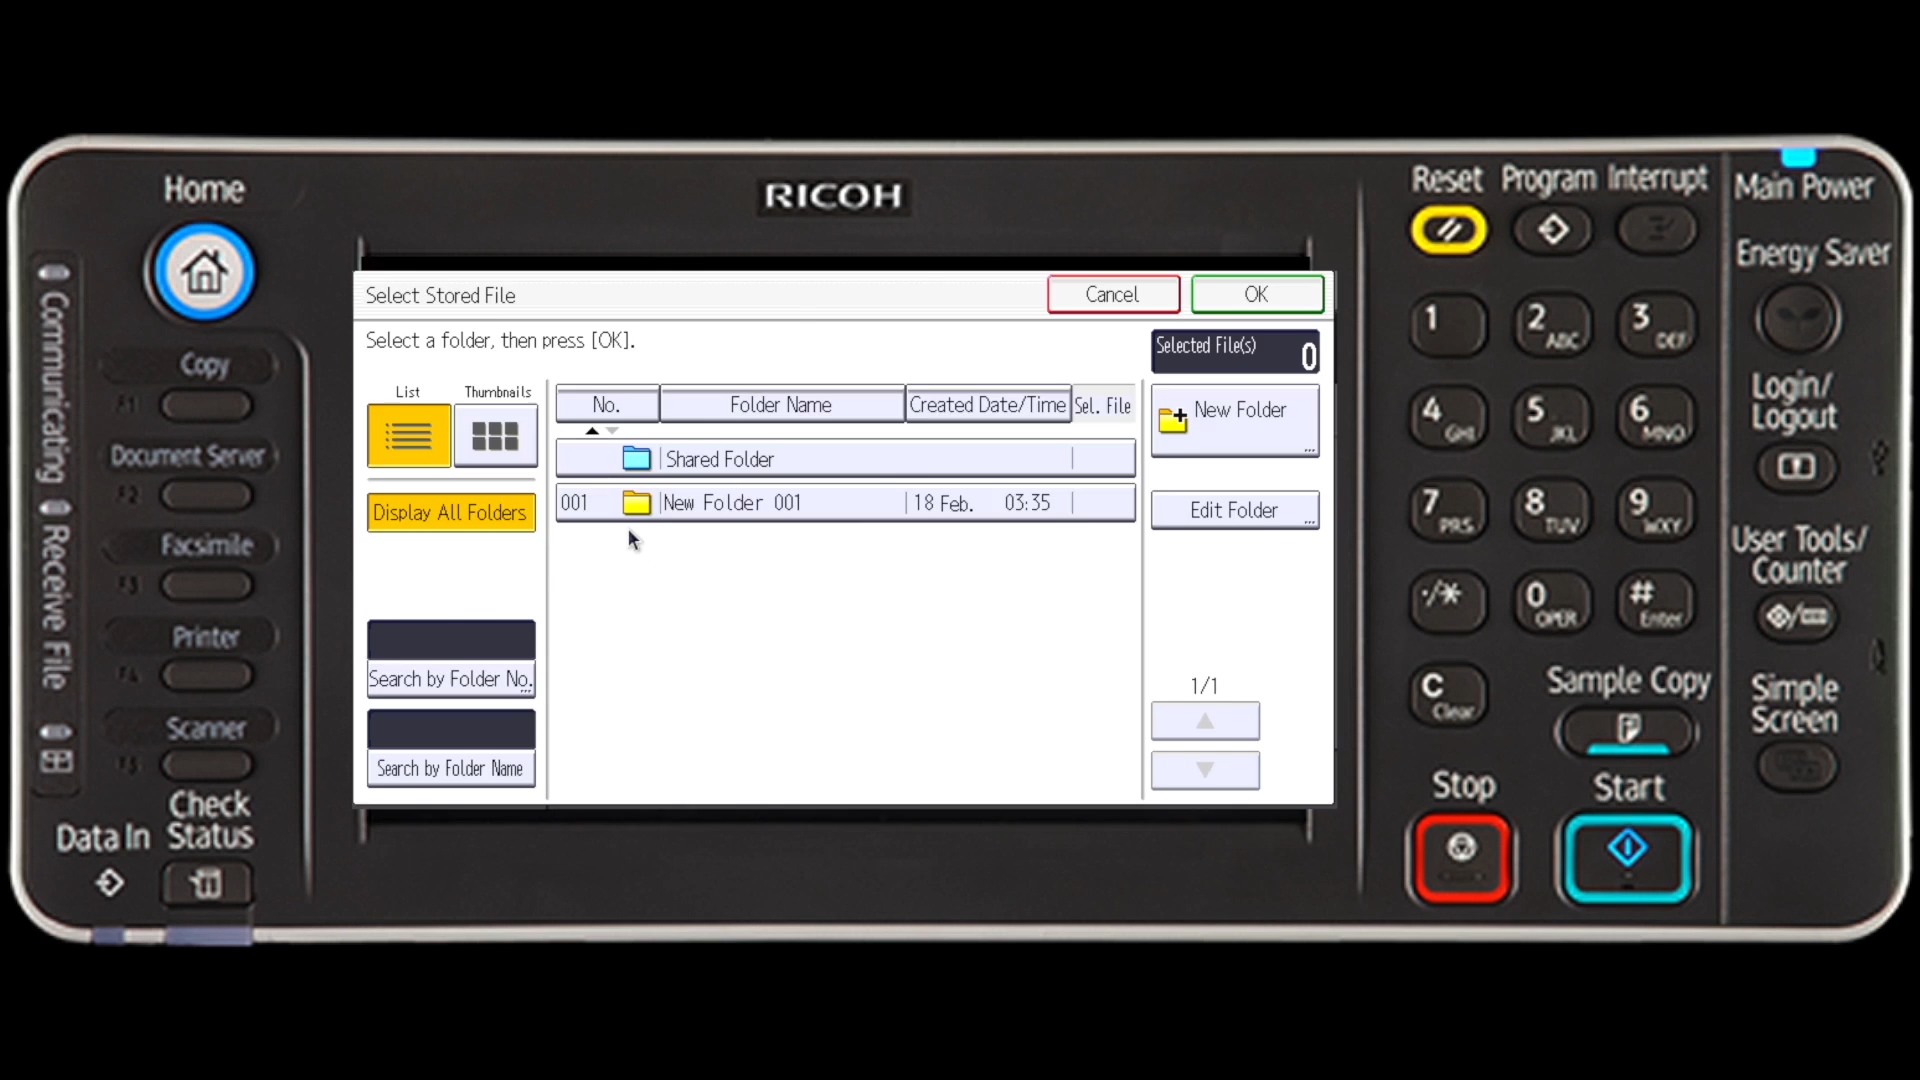 Home
RICOH
Reset Program Interrupt
Main Power
Energy Saver
Communicating
Receive File
Copy
F1
Document Server
F2
Facsimile
F3
Printer
F4
Scanner
F5
Check
Status
Data In
Select Stored File
Cancel
OK
Select a folder, then press [OK].
Selected File(s)
0
List
Thumbnails
No.
Folder Name
Created Date/Time
Sel. File
New Folder
...
Shared Folder
001
New Folder 001
18 Feb. 03:35
Display All Folders
Edit Folder
...
Search by Folder No.
...
Search by Folder Name
1/1
1
2 ABC
3 DEF
4 GHI
5 JKL
6 MNO
7 PRS
8 TUV
9 WXY
·/*
0 OPER
# Enter
C Clear
Login/
Logout
User Tools/
Counter
Sample Copy
Simple
Screen
Stop
Start